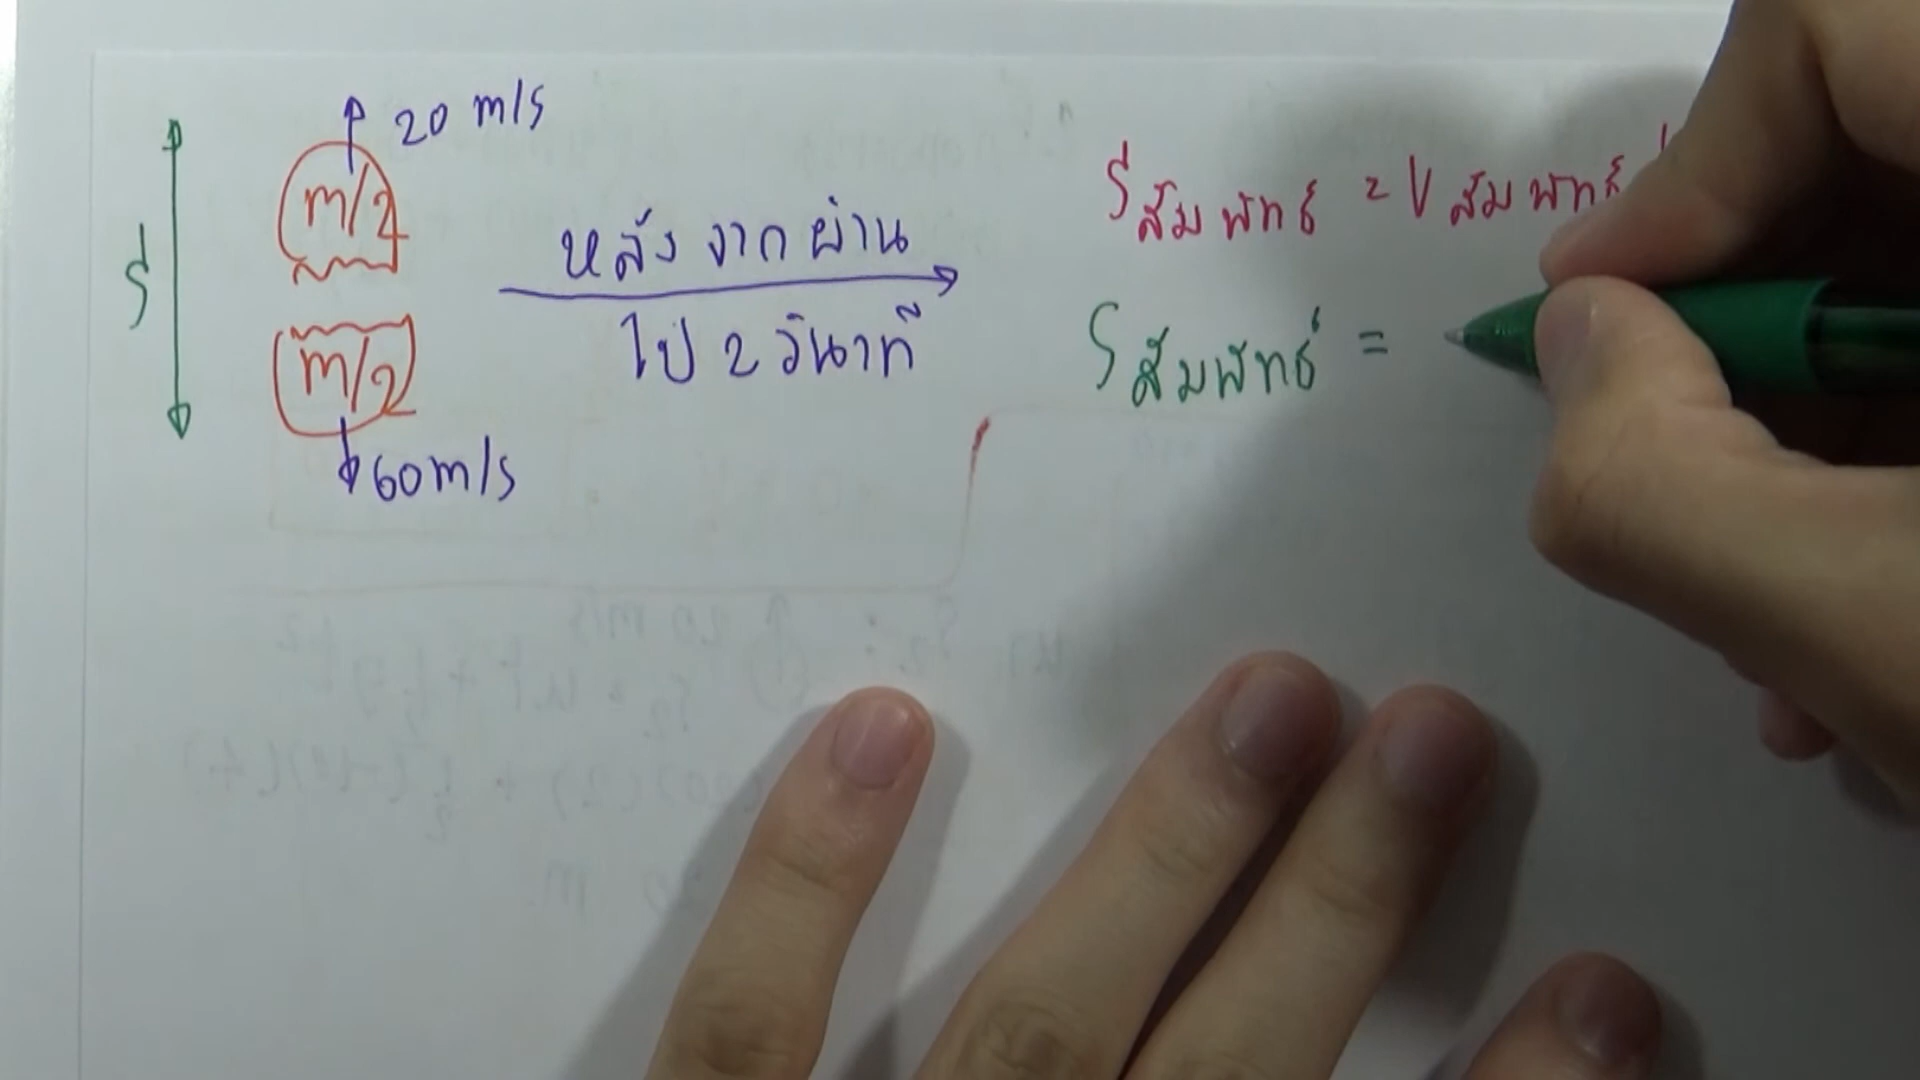 20 m/s
m/2
m/2
60 m/s
S
หลังจากผ่าน
ไป 2 วินาที
S สัมพัทธ์ = V สัมพัทธ์
S สัมพัทธ์ =